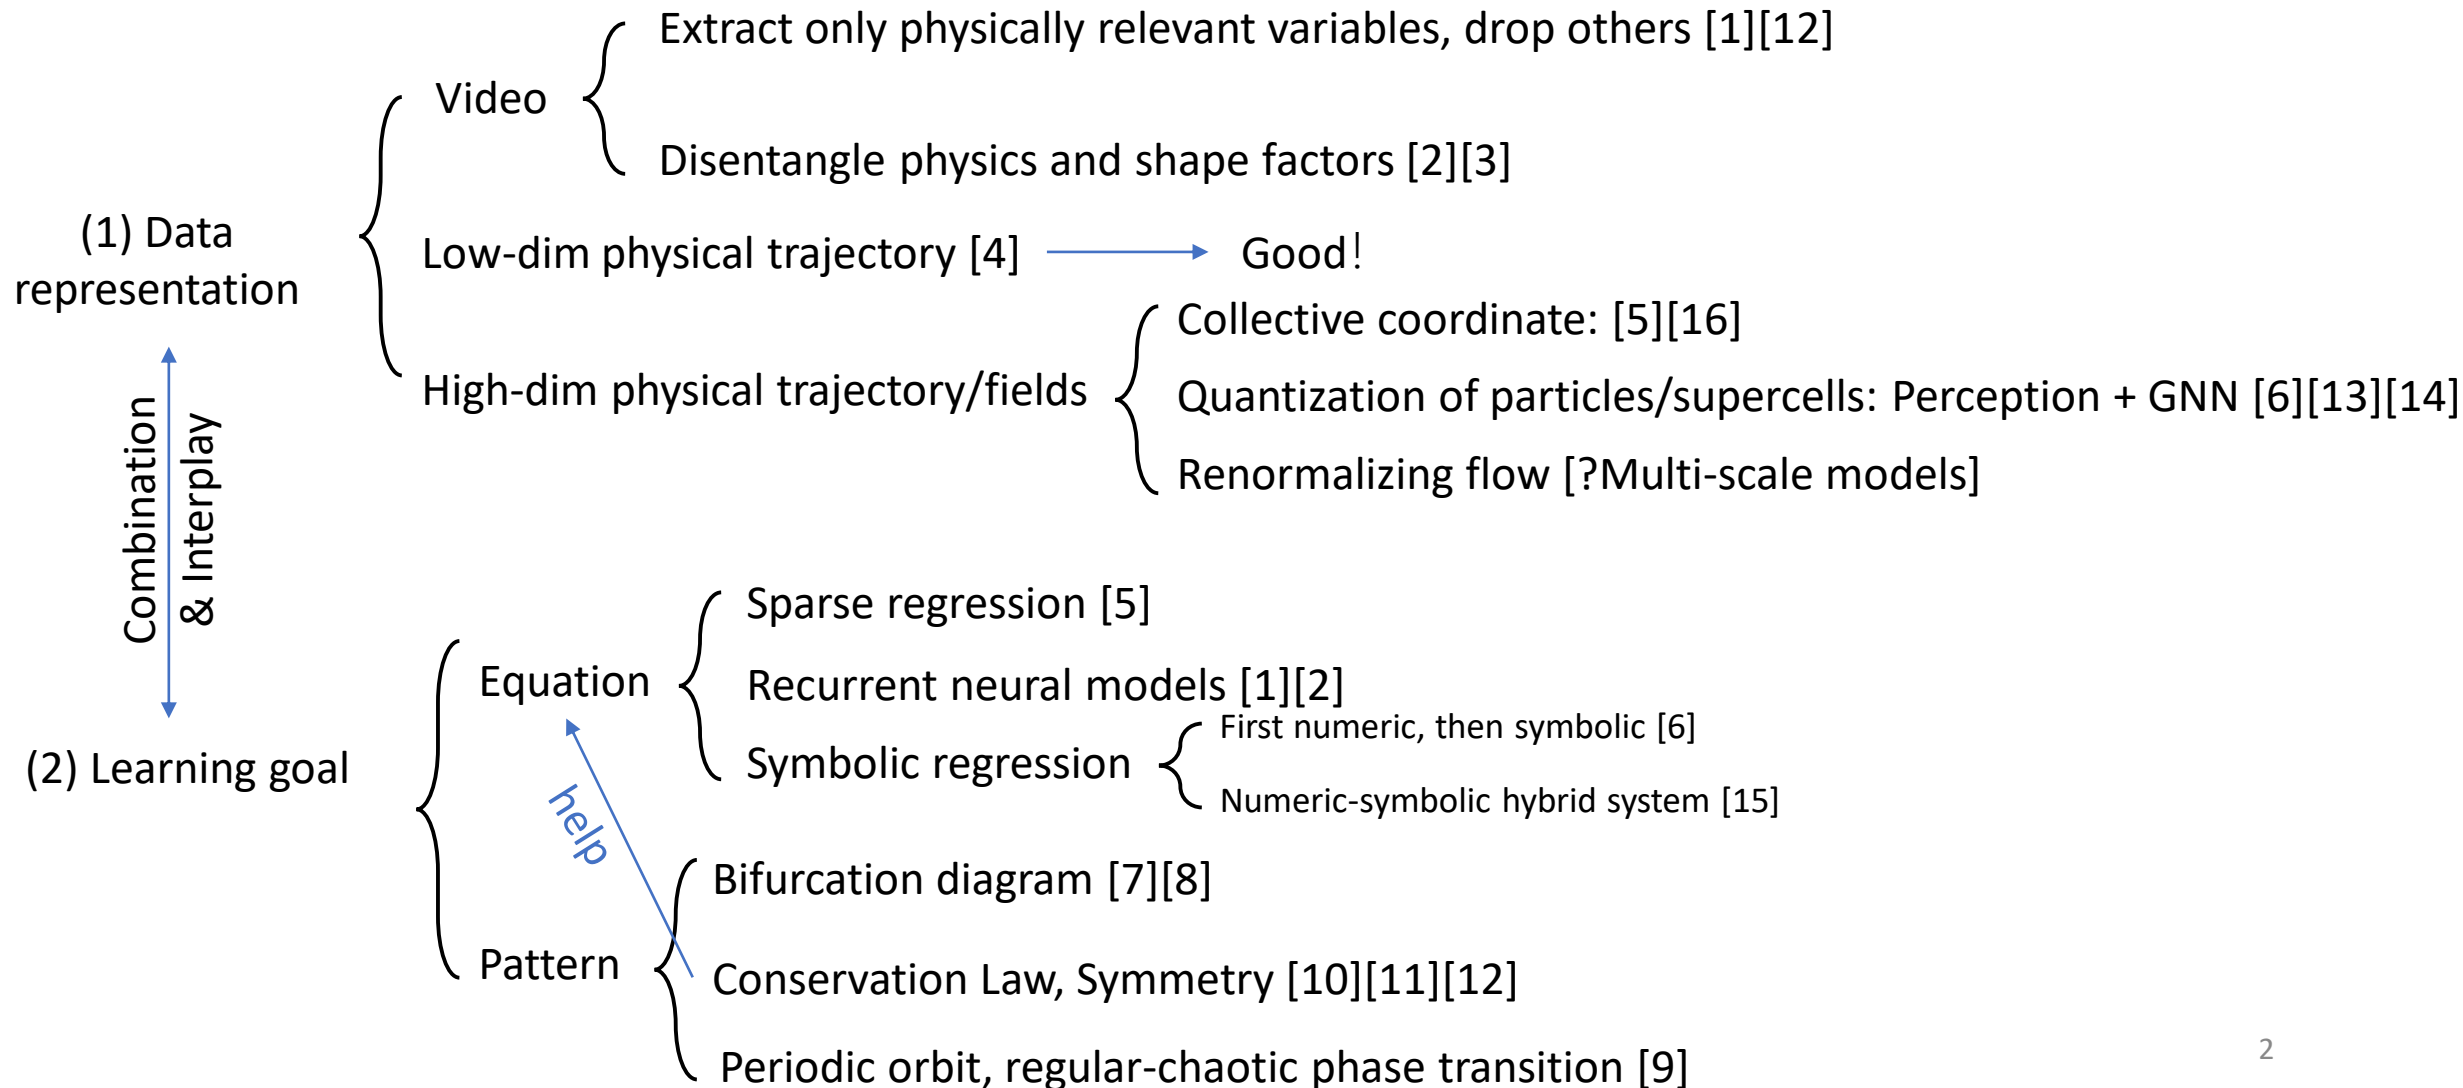 Extract only physically relevant variables, drop others [1][12]
Video
Disentangle physics and shape factors [2][3]
(1) Data
representation
Low-dim physical trajectory [4]
Good!
High-dim physical trajectory/fields
Collective coordinate: [5][16]
Quantization of particles/supercells: Perception + GNN [6][13][14]
Renormalizing flow [?Multi-scale models]
Combination
& Interplay
(2) Learning goal
Equation
Sparse regression [5]
Recurrent neural models [1][2]
Symbolic regression
First numeric, then symbolic [6]
Numeric-symbolic hybrid system [15]
help
Pattern
Bifurcation diagram [7][8]
Conservation Law, Symmetry [10][11][12]
Periodic orbit, regular-chaotic phase transition [9]
2